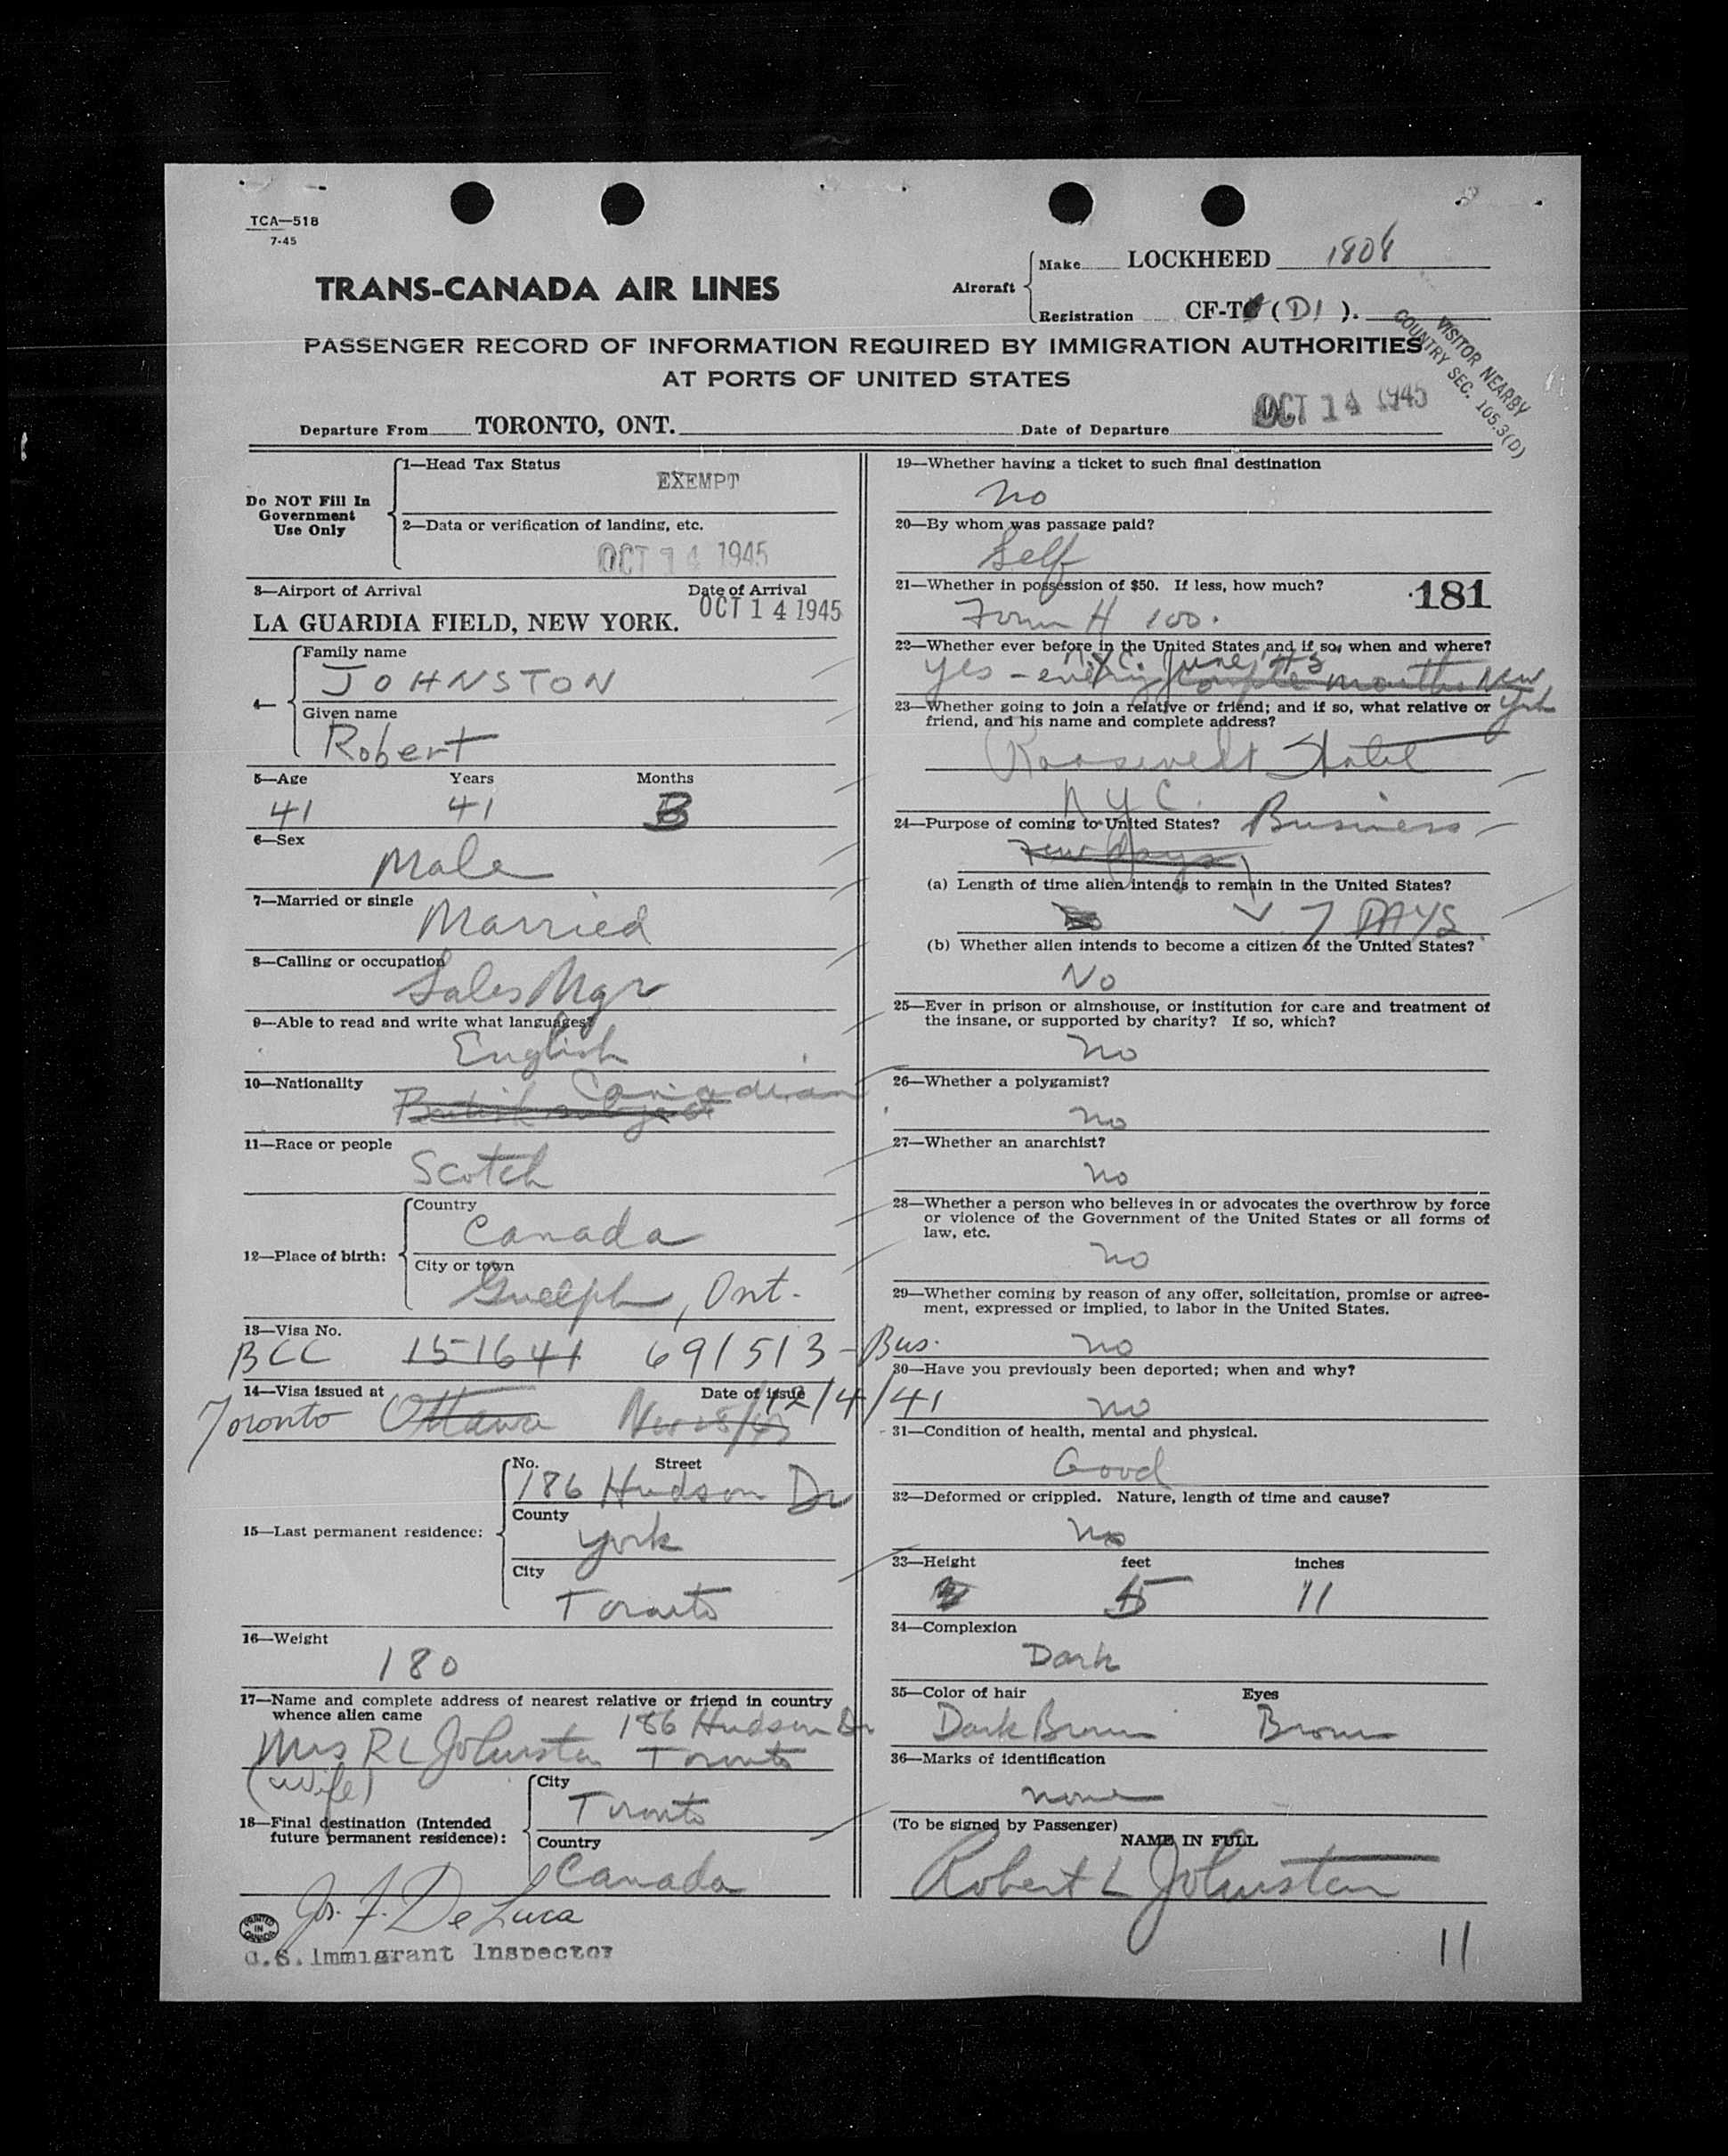 TCA—518
7-45
TRANS-CANADA AIR LINES
Aircraft
Make LOCKHEED 1808
Registration CF-T (DI).
VISITOR NEARBY
COUNTRY SEC. 105.3(D)
PASSENGER RECORD OF INFORMATION REQUIRED BY IMMIGRATION AUTHORITIES
AT PORTS OF UNITED STATES
Departure From TORONTO, ONT. Date of Departure OCT 14 1945
Do NOT Fill In
Government
Use Only
1—Head Tax Status
EXEMPT
2—Data or verification of landing, etc.
OCT 14 1945
3—Airport of Arrival Date of Arrival
LA GUARDIA FIELD, NEW YORK. OCT 14 1945
4—
Family name
JOHNSTON
Given name
Robert
5—Age Years Months
41 41
6—Sex
Male
7—Married or single
Married
8—Calling or occupation
Sales Mgr
9—Able to read and write what languages?
English
10—Nationality
Canadian
British subject
11—Race or people
Scotch
12—Place of birth:
Country
Canada
City or town
Guelph, Ont.
13—Visa No.
BCC 151641 691513 - Bus.
14—Visa issued at Date of issue
Toronto Ottawa 12/4/41
15—Last permanent residence:
No. Street
186 Hudson Dr
County
York
City
Toronto
16—Weight
180
17—Name and complete address of nearest relative or friend in country
whence alien came
186 Hudson Dr
Mrs R L Johnston Toronto
(wife)
18—Final destination (Intended
future permanent residence):
City
Toronto
Country
Canada
Jos. F. De Luca
U.S. Immigrant Inspector
PRINTED
IN
CANADA
19—Whether having a ticket to such final destination
no
20—By whom was passage paid?
Self
21—Whether in possession of $50. If less, how much?
181
Form H 100.
22—Whether ever before in the United States and if so, when and where?
N.Y.C. June, '45
yes - every couple months New
York
23—Whether going to join a relative or friend; and if so, what relative or
friend, and his name and complete address?
Roosevelt Hotel
N Y C.
24—Purpose of coming to United States? Business
Few days
(a) Length of time alien intends to remain in the United States?
7 DAYS
(b) Whether alien intends to become a citizen of the United States?
No
25—Ever in prison or almshouse, or institution for care and treatment of
the insane, or supported by charity? If so, which?
no
26—Whether a polygamist?
no
27—Whether an anarchist?
no
28—Whether a person who believes in or advocates the overthrow by force
or violence of the Government of the United States or all forms of
law, etc.
no
29—Whether coming by reason of any offer, solicitation, promise or agree-
ment, expressed or implied, to labor in the United States.
no
30—Have you previously been deported; when and why?
no
31—Condition of health, mental and physical.
Good
32—Deformed or crippled. Nature, length of time and cause?
No
33—Height feet inches
5 11
34—Complexion
Dark
35—Color of hair Eyes
Dark Brown Brown
36—Marks of identification
none
(To be signed by Passenger)
NAME IN FULL
Robert L Johnston
11